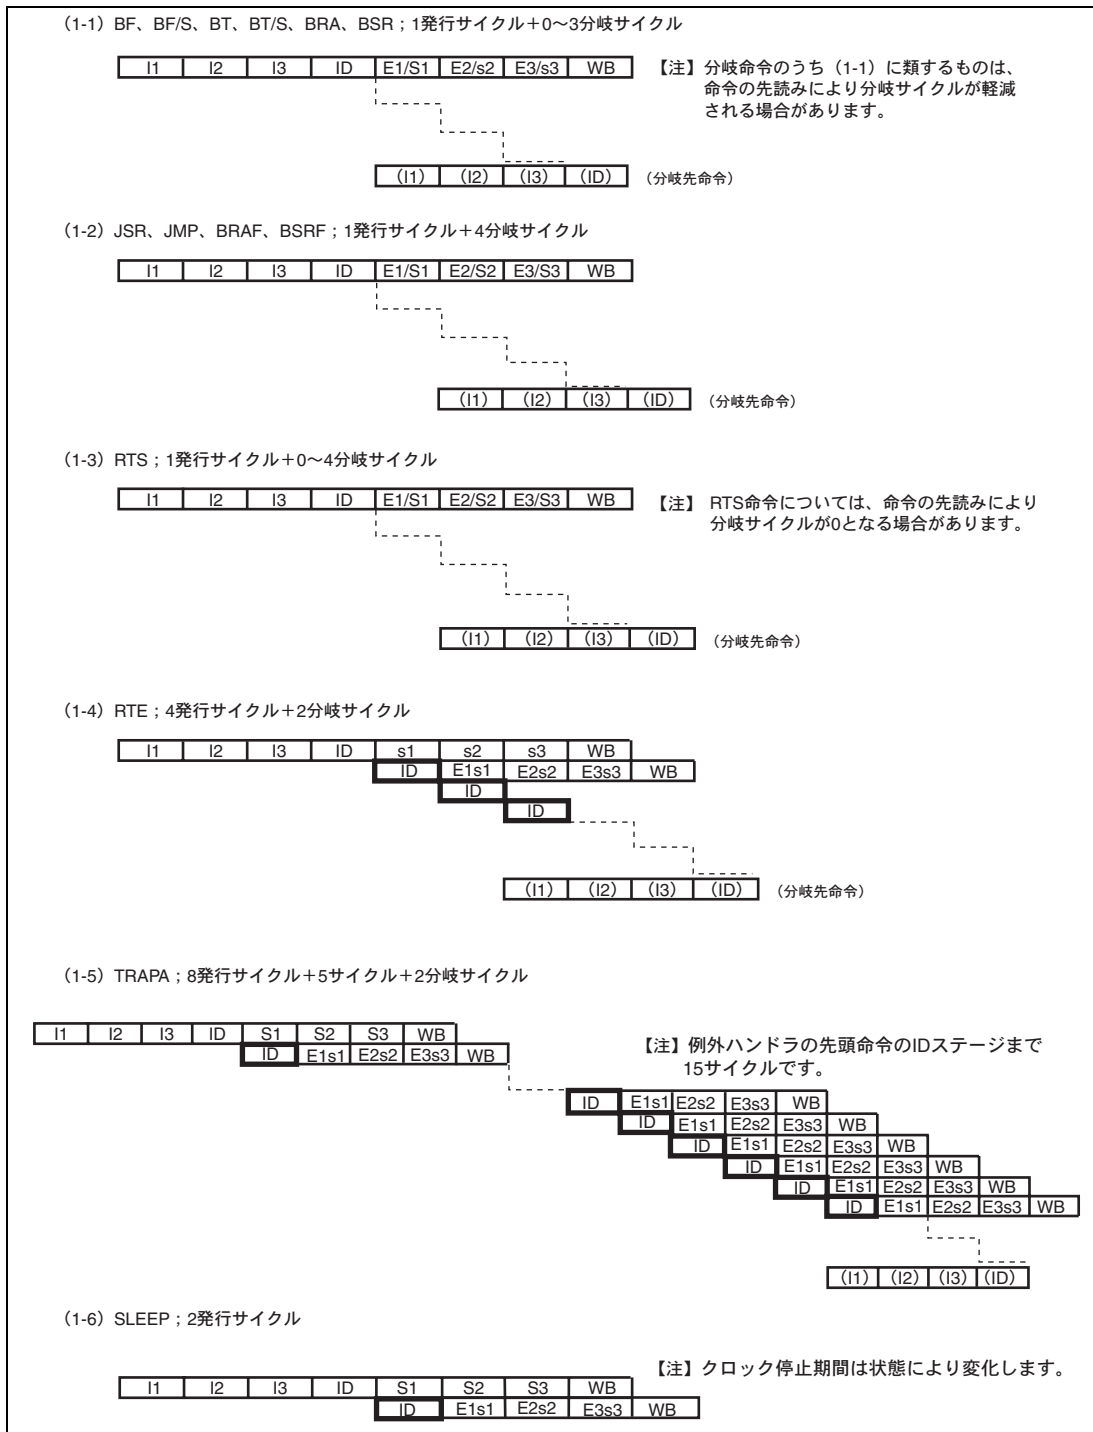 (1-1) BF、BF/S、BT、BT/S、BRA、BSR；1発行サイクル＋0～3分岐サイクル
I1 I2 I3 ID E1/S1 E2/s2 E3/s3 WB
【注】分岐命令のうち（1-1）に類するものは、
命令の先読みにより分岐サイクルが軽減
される場合があります。
(I1) (I2) (I3) (ID) (分岐先命令)
(1-2) JSR、JMP、BRAF、BSRF；1発行サイクル＋4分岐サイクル
I1 I2 I3 ID E1/S1 E2/S2 E3/S3 WB
(I1) (I2) (I3) (ID) (分岐先命令)
(1-3) RTS；1発行サイクル＋0～4分岐サイクル
I1 I2 I3 ID E1/S1 E2/S2 E3/S3 WB
【注】RTS命令については、命令の先読みにより
分岐サイクルが0となる場合があります。
(I1) (I2) (I3) (ID) (分岐先命令)
(1-4) RTE；4発行サイクル＋2分岐サイクル
I1 I2 I3 ID s1 s2 s3 WB
ID E1s1 E2s2 E3s3 WB
ID
ID
(I1) (I2) (I3) (ID) (分岐先命令)
(1-5) TRAPA；8発行サイクル＋5サイクル＋2分岐サイクル
I1 I2 I3 ID S1 S2 S3 WB
ID E1s1 E2s2 E3s3 WB
【注】例外ハンドラの先頭命令のIDステージまで
15サイクルです。
ID E1s1 E2s2 E3s3 WB
ID E1s1 E2s2 E3s3 WB
ID E1s1 E2s2 E3s3 WB
ID E1s1 E2s2 E3s3 WB
ID E1s1 E2s2 E3s3 WB
ID E1s1 E2s2 E3s3 WB
(I1) (I2) (I3) (ID)
(1-6) SLEEP；2発行サイクル
【注】クロック停止期間は状態により変化します。
I1 I2 I3 ID S1 S2 S3 WB
ID E1s1 E2s2 E3s3 WB